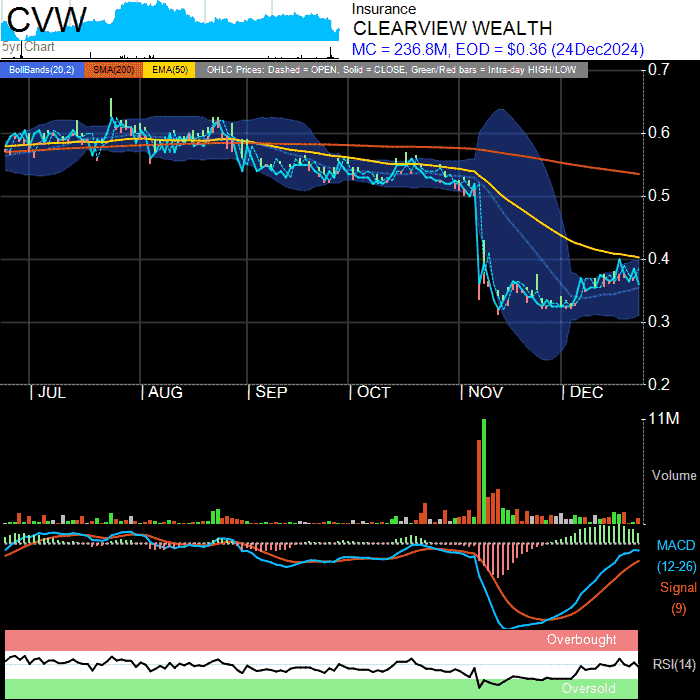 CVW
5yr Chart
Insurance
CLEARVIEW WEALTH
MC = 236.8M, EOD = $0.36 (24Dec2024)
BollBands(20,2) SMA(200) EMA(50) OHLC Prices: Dashed = OPEN, Solid = CLOSE, Green/Red bars = Intra-day HIGH/LOW
0.7
0.6
0.5
0.4
0.3
0.2
JUL AUG SEP OCT NOV DEC
11M
Volume
MACD
(12-26)
Signal
(9)
Overbought
RSI(14)
Oversold